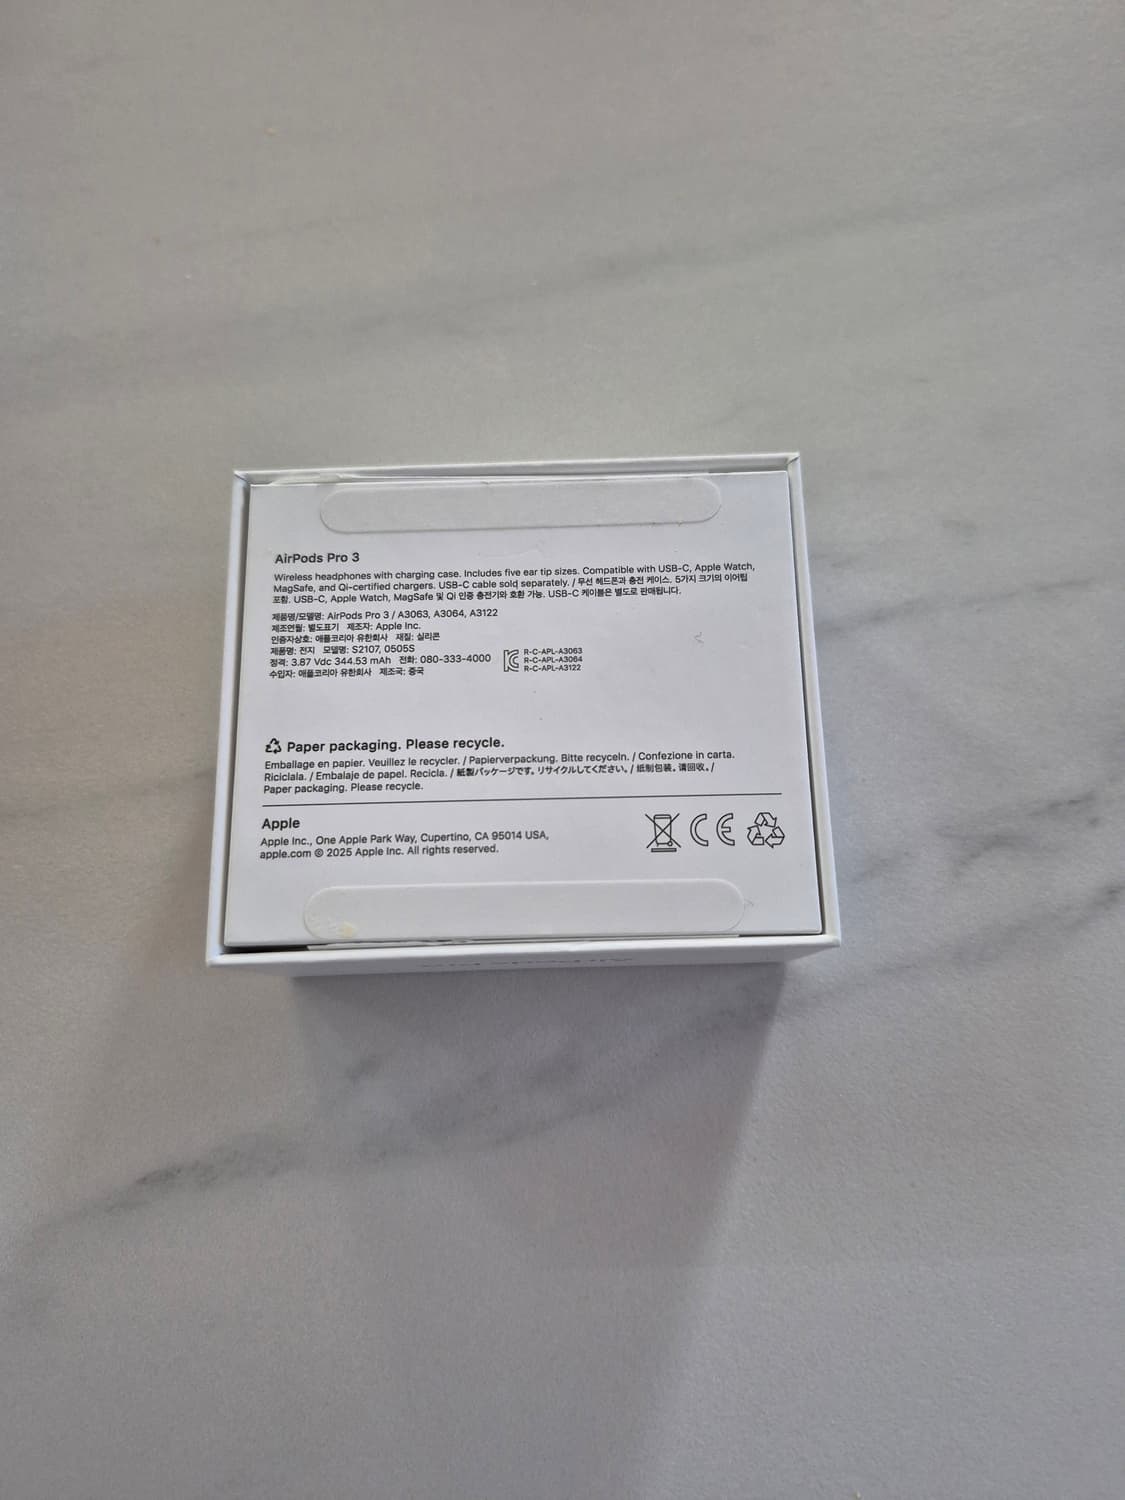 AirPods Pro 3
Wireless headphones with charging case. Includes five ear tip sizes. Compatible with USB-C, Apple Watch,
MagSafe, and Qi-certified chargers. USB-C cable sold separately. / 무선 헤드폰과 충전 케이스. 5가지 크기의 이어팁
포함. USB-C, Apple Watch, MagSafe 및 Qi 인증 충전기와 호환 가능. USB-C 케이블은 별도로 판매됩니다.
제품명/모델명: AirPods Pro 3 / A3063, A3064, A3122
제조연월: 별도표기 제조자: Apple Inc.
인증자상호: 애플코리아 유한회사 재질: 실리콘
제품명: 전지 모델명: S2107, 0505S
정격: 3.87 Vdc 344.53 mAh 전화: 080-333-4000
수입자: 애플코리아 유한회사 제조국: 중국
R-C-APL-A3063
R-C-APL-A3064
R-C-APL-A3122
Paper packaging. Please recycle.
Emballage en papier. Veuillez le recycler. / Papierverpackung. Bitte recyceln. / Confezione in carta.
Riciclala. / Embalaje de papel. Recicla. / 紙製パッケージです。リサイクルしてください。/ 纸制包装。请回收。/
Paper packaging. Please recycle.
Apple
Apple Inc., One Apple Park Way, Cupertino, CA 95014 USA,
apple.com © 2025 Apple Inc. All rights reserved.
CE